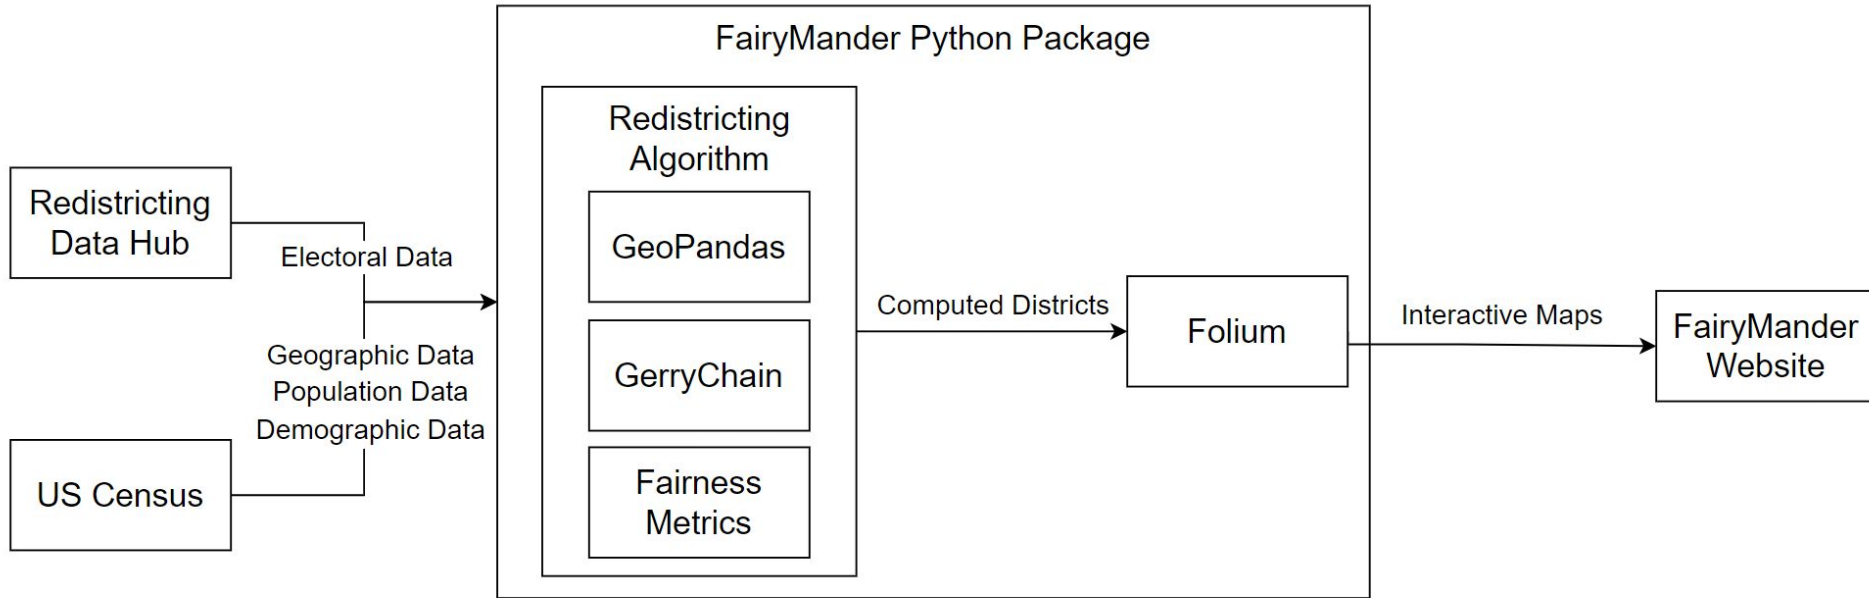 FairyMander Python Package
Redistricting
Algorithm
Redistricting
Data Hub
Electoral Data
Geographic Data
Population Data
Demographic Data
US Census
GeoPandas
GerryChain
Fairness
Metrics
Computed Districts
Folium
Interactive Maps
FairyMander
Website